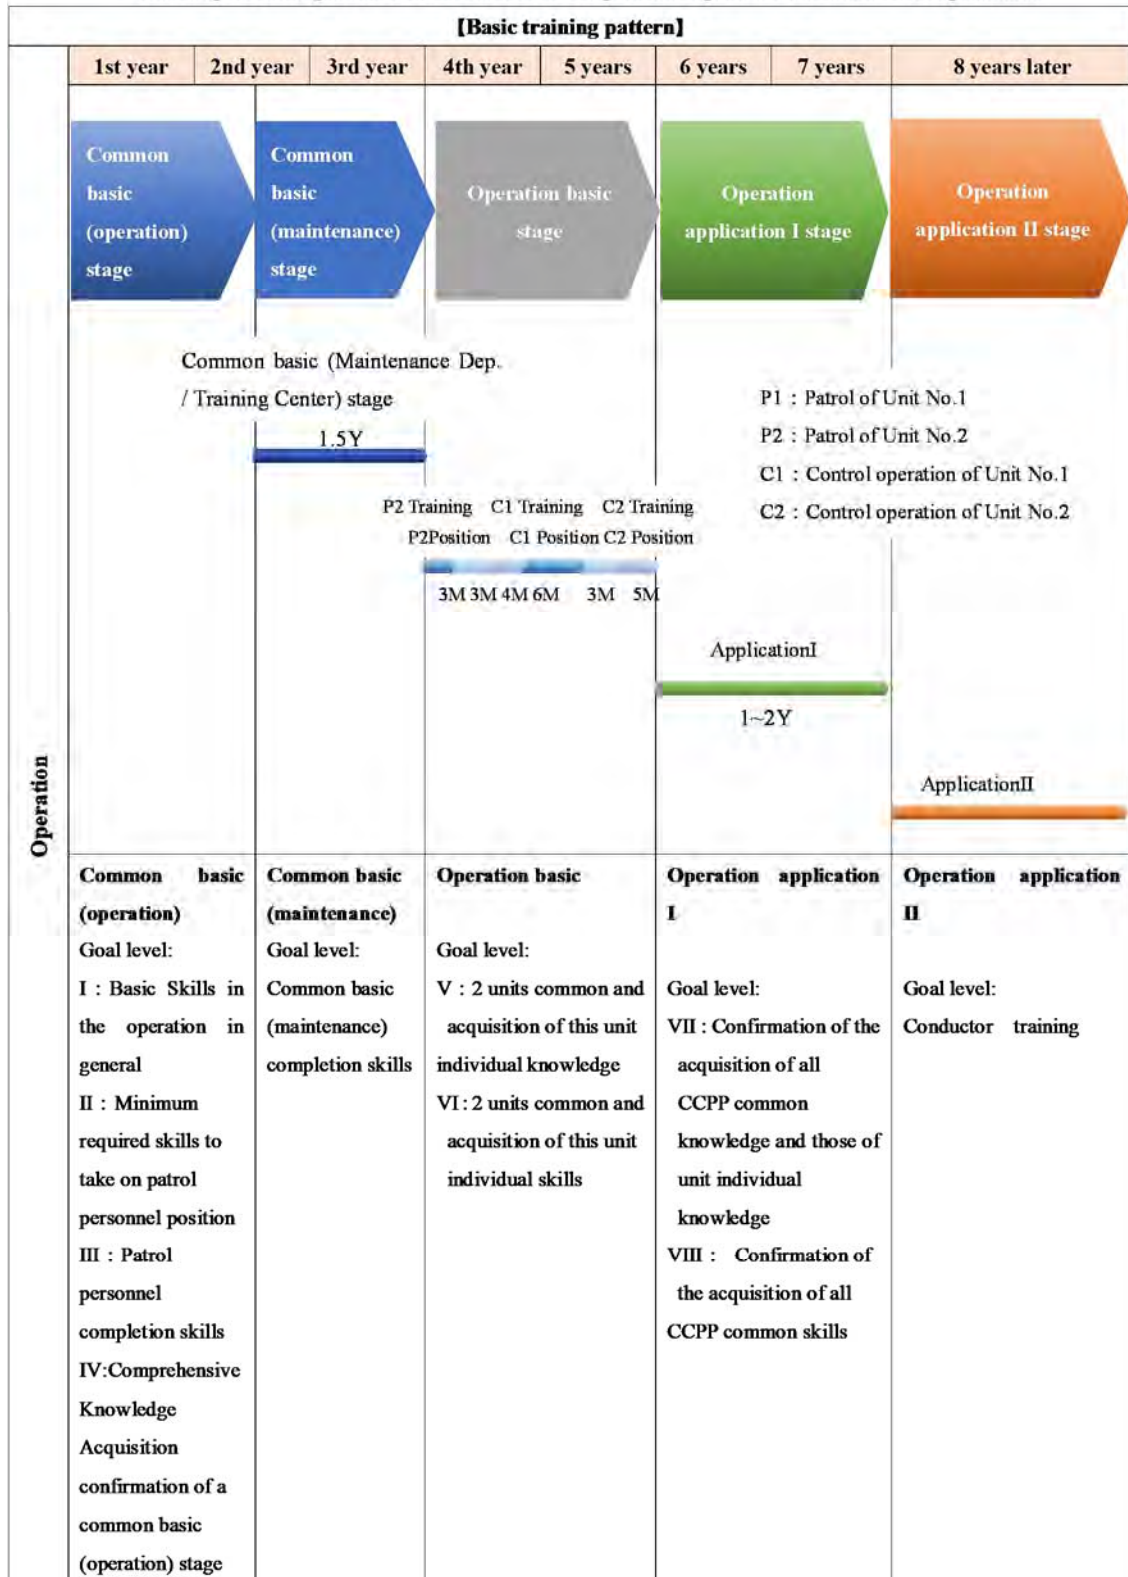 【Basic training pattern】
1st year 2nd year 3rd year 4th year 5 years 6 years 7 years 8 years later
Common
basic
(operation)
stage
Common
basic
(maintenance)
stage
Operation basic
stage
Operation
application I stage
Operation
application II stage
Common basic (Maintenance Dep.
/ Training Center) stage
1.5Y
P1 : Patrol of Unit No.1
P2 : Patrol of Unit No.2
C1 : Control operation of Unit No.1
C2 : Control operation of Unit No.2
P2 Training C1 Training C2 Training
P2Position C1 Position C2 Position
3M 3M 4M 6M 3M 5M
ApplicationI
1~2Y
ApplicationII
Operation
Common basic
(operation)
Goal level:
I : Basic Skills in
the operation in
general
II : Minimum
required skills to
take on patrol
personnel position
III : Patrol
personnel
completion skills
IV:Comprehensive
Knowledge
Acquisition
confirmation of a
common basic
(operation) stage
Common basic
(maintenance)
Goal level:
Common basic
(maintenance)
completion skills
Operation basic
Goal level:
V : 2 units common and
acquisition of this unit
individual knowledge
VI : 2 units common and
acquisition of this unit
individual skills
Operation application
I
Goal level:
VII : Confirmation of the
acquisition of all
CCPP common
knowledge and those of
unit individual
knowledge
VIII : Confirmation of
the acquisition of all
CCPP common skills
Operation application
II
Goal level:
Conductor training